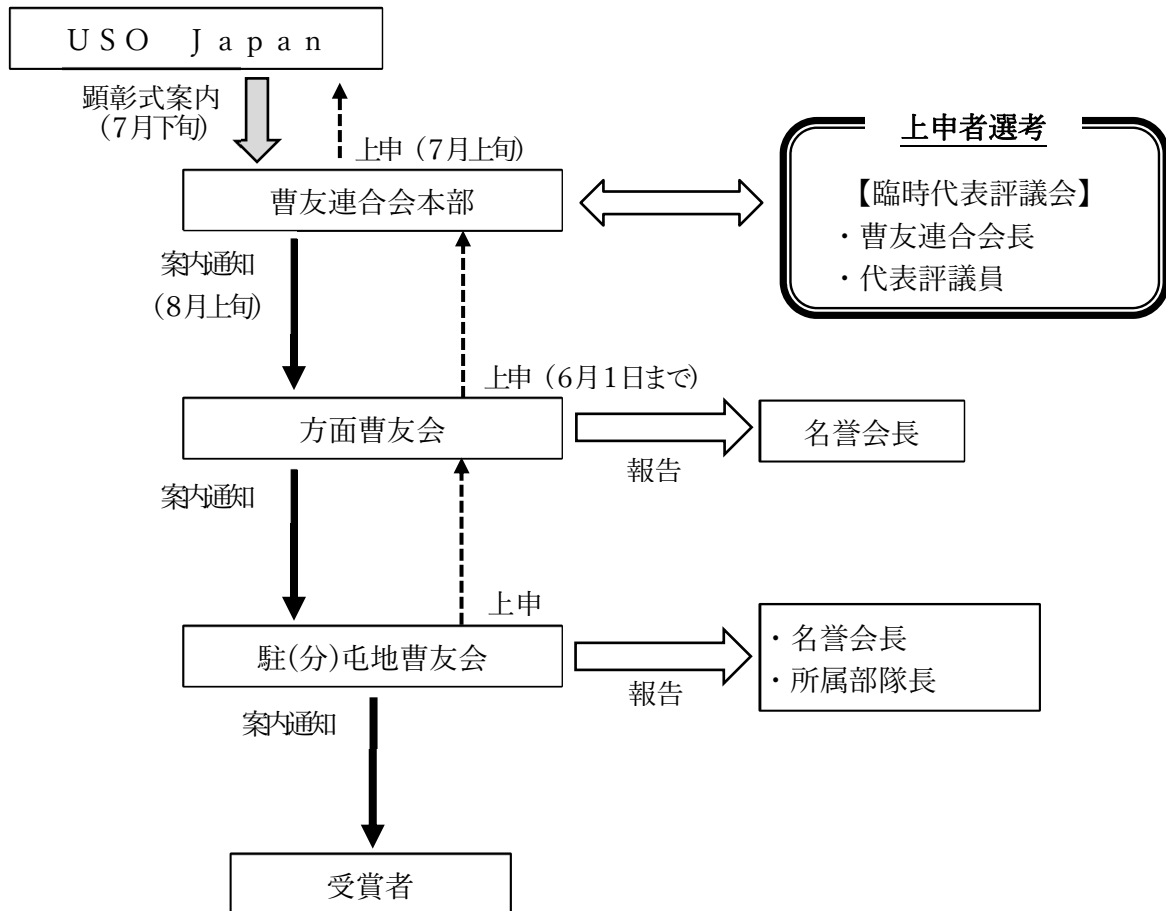 ＵＳＯ　Ｊａｐａｎ
顕彰式案内
（７月下旬）
上申（７月上旬）
曹友連合会本部
上申者選考
【臨時代表評議会】
・曹友連合会長
・代表評議員
案内通知
（８月上旬）
上申（６月１日まで）
方面曹友会
報告
名誉会長
案内通知
上申
駐(分)屯地曹友会
報告
・名誉会長
・所属部隊長
案内通知
受賞者